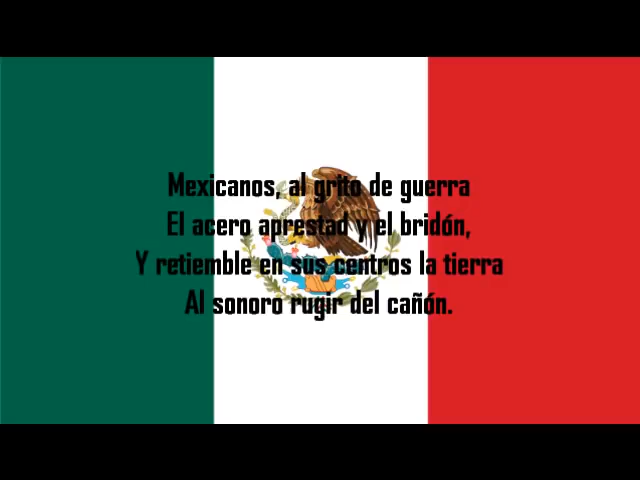 Mexicanos, al grito de guerra
El acero aprestad y el bridón,
Y retiemble en sus centros la tierra
Al sonoro rugir del cañón.